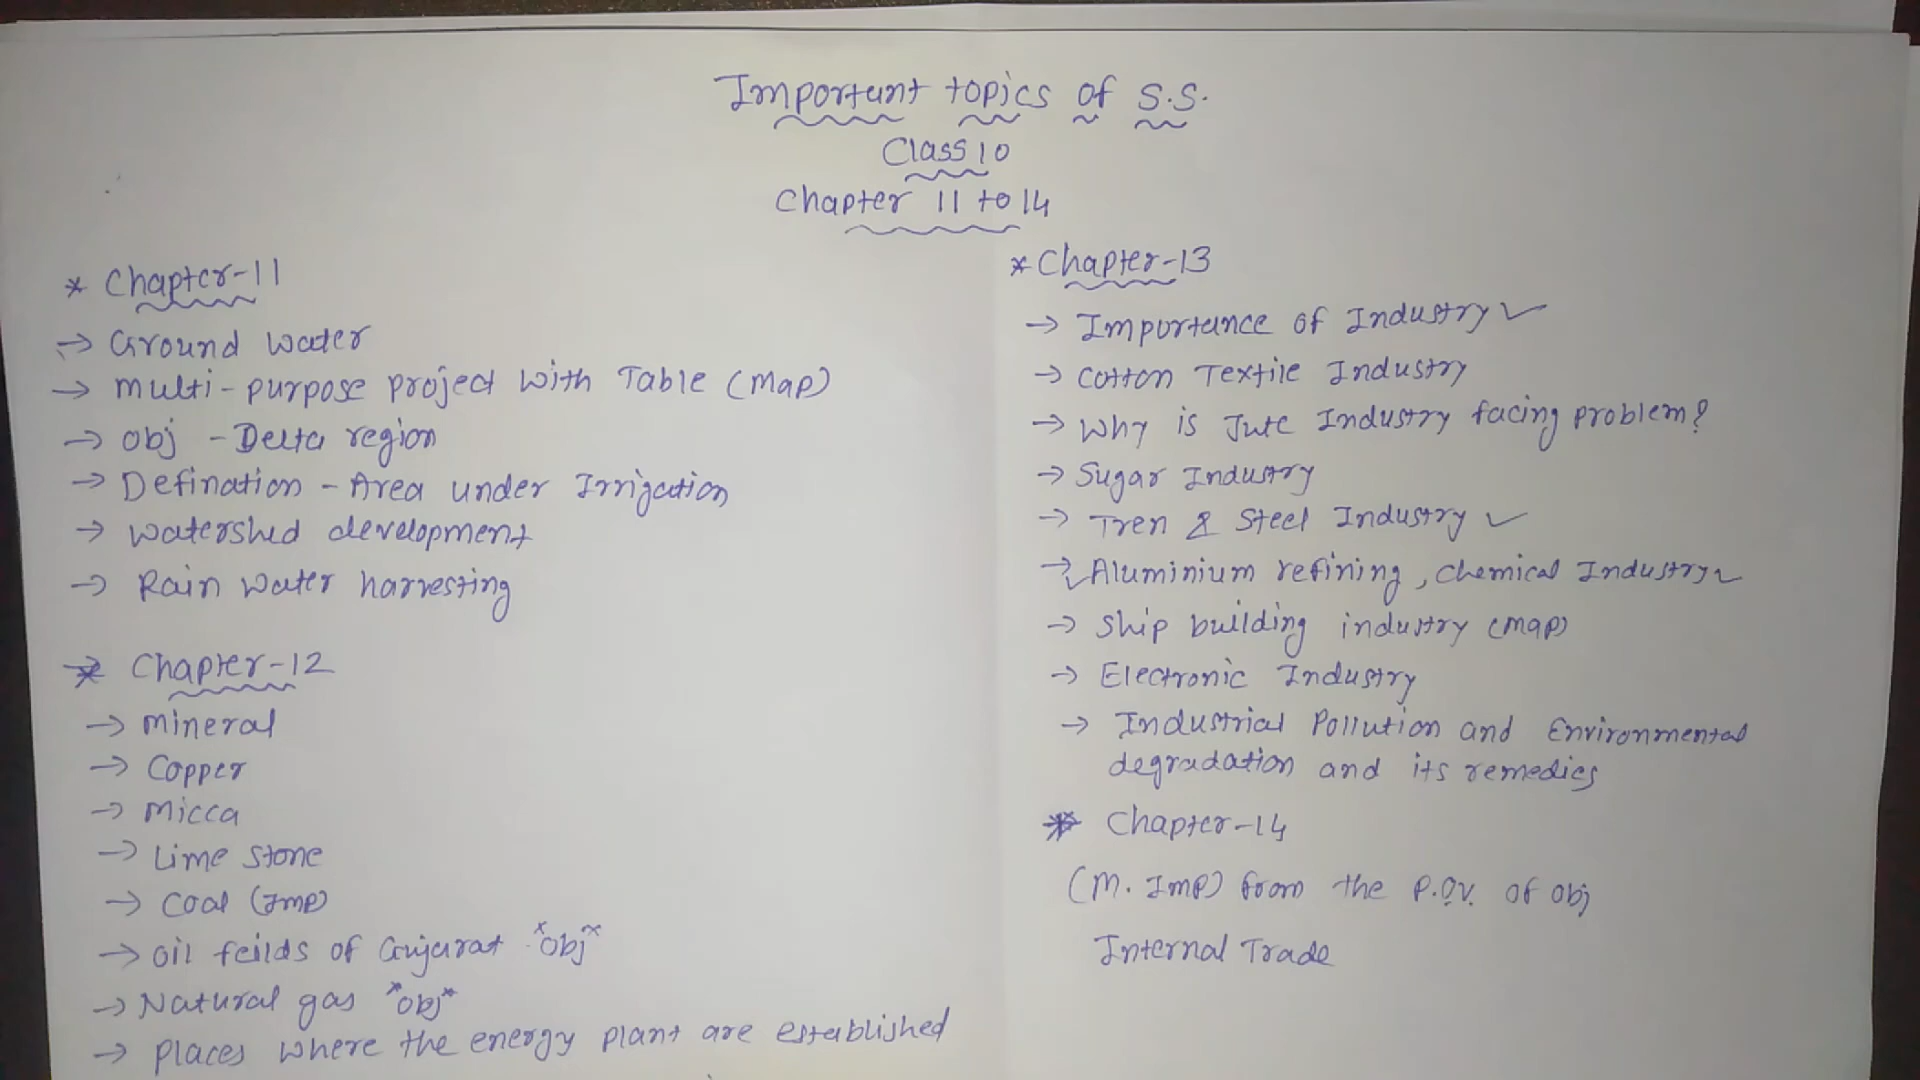 Important topics of S.S.
Class 10
Chapter 11 to 14
* Chapter-11
→ Ground water
→ multi-purpose project with Table (Map)
→ obj - Delta region
→ Defination - Area under Irrigation
→ watershed development
→ Rain water harvesting
* Chapter-12
→ mineral
→ Copper
→ Micca
→ Lime stone
→ Coal (Imp)
→ oil feilds of Gujarat *obj*
→ Natural gas *obj*
→ places where the energy plant are established
* Chapter-13
→ Importance of Industry ✓
→ Cotton Textile Industry
→ Why is Jute Industry facing problem?
→ Sugar Industry
→ Iren & Steel Industry ✓
→ Aluminium refining, chemical Industry ✓
→ Ship building industry (map)
→ Electronic Industry
→ Industrial Pollution and Environmental
degradation and its remedies
* Chapter-14
(M. Imp) from the P.O.V. of obj
Internal Trade